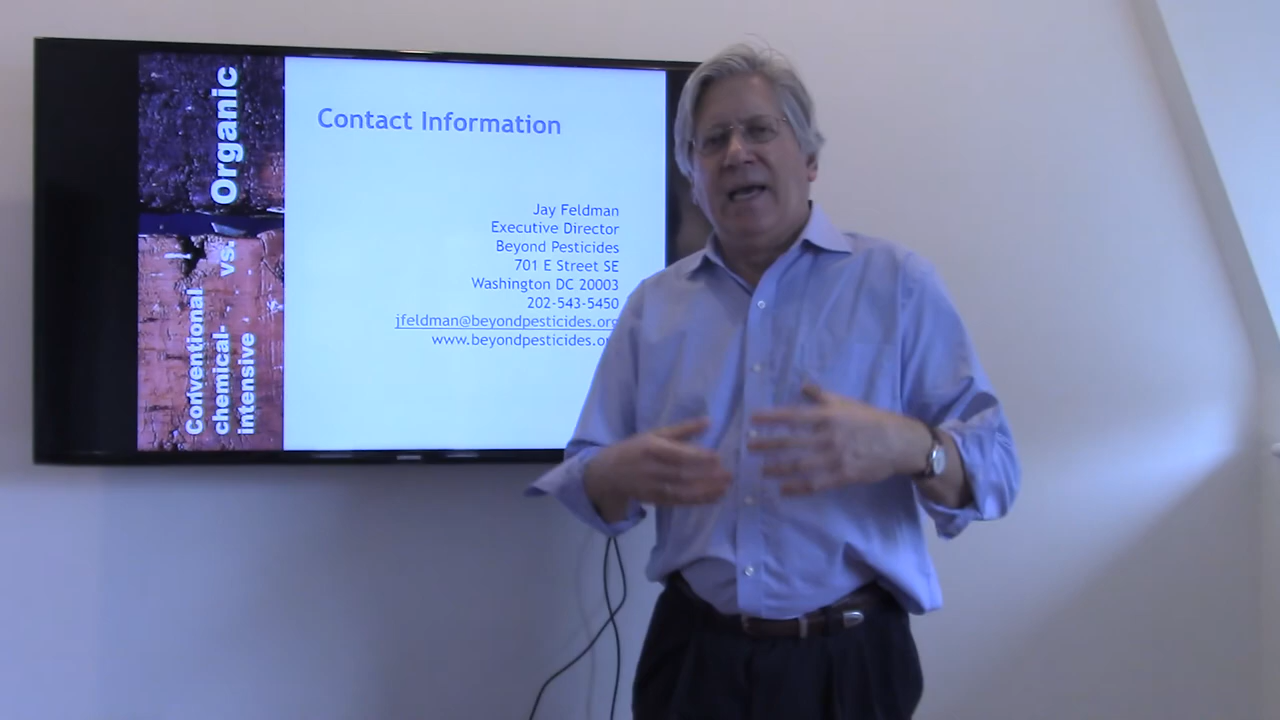 Conventional
chemical-
intensive
vs. Organic
Contact Information
Jay Feldman
Executive Director
Beyond Pesticides
701 E Street SE
Washington DC 20003
202-543-5450
jfeldman@beyondpesticides.org
www.beyondpesticides.o